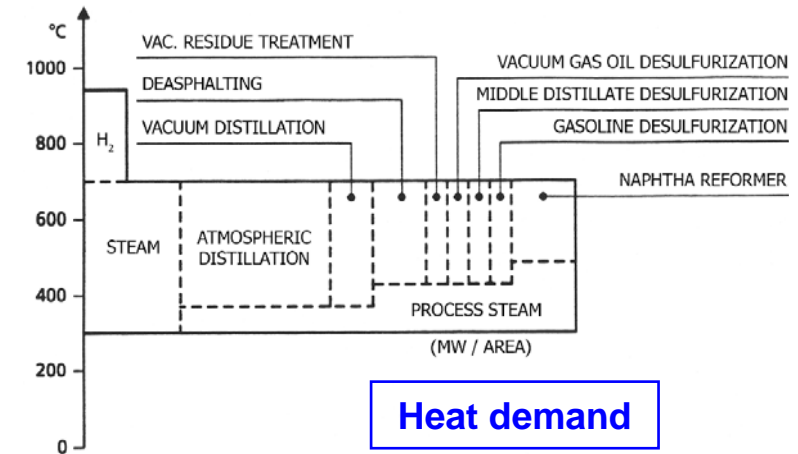 °C
1000
800
600
400
200
0
VAC. RESIDUE TREATMENT
DEASPHALTING
VACUUM DISTILLATION
VACUUM GAS OIL DESULFURIZATION
MIDDLE DISTILLATE DESULFURIZATION
GASOLINE DESULFURIZATION
NAPHTHA REFORMER
H₂
STEAM
ATMOSPHERIC
DISTILLATION
PROCESS STEAM
(MW / AREA)
Heat demand